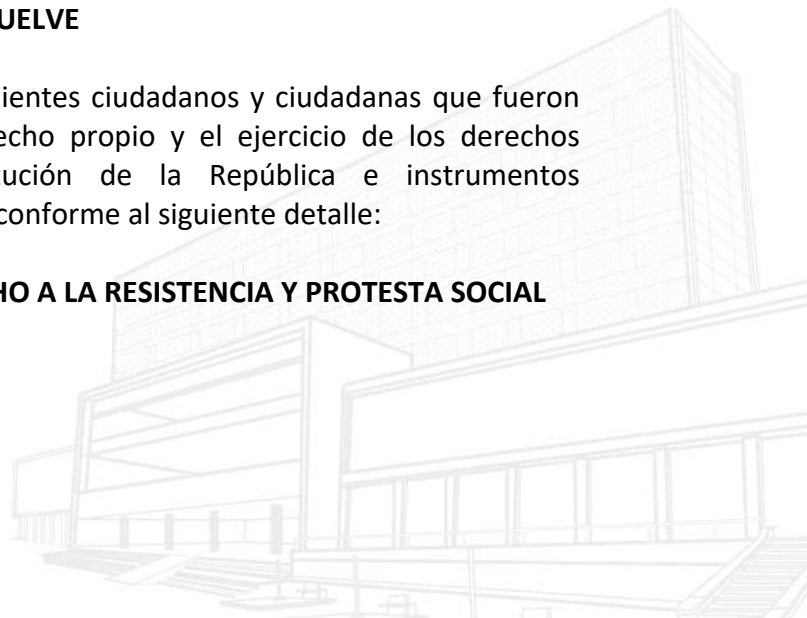 UELVE
ientes ciudadanos y ciudadanas que fueron
echo propio y el ejercicio de los derechos
tución de la República e instrumentos
conforme al siguiente detalle:
HO A LA RESISTENCIA Y PROTESTA SOCIAL